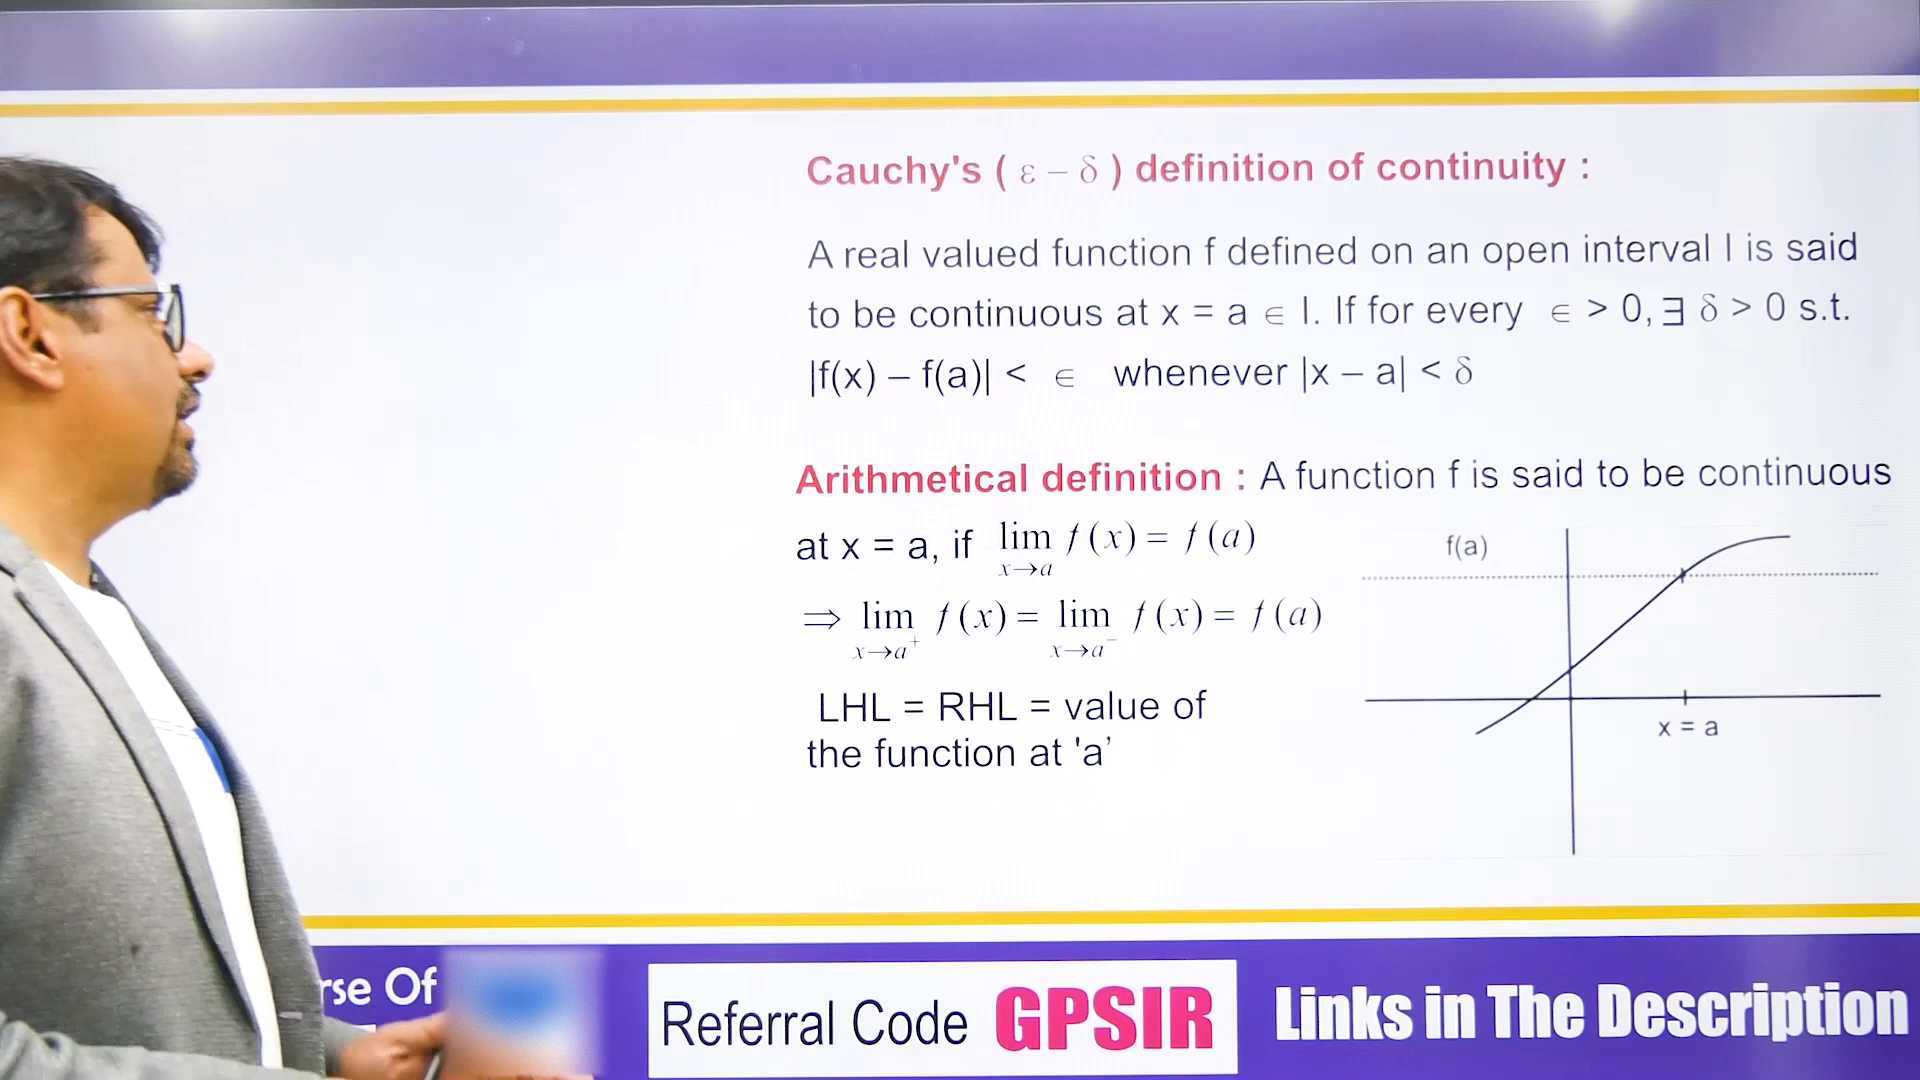 Cauchy's ( ε – δ ) definition of continuity :
A real valued function f defined on an open interval I is said
to be continuous at x = a ∈ I. If for every ∈ > 0, ∃ δ > 0 s.t.
|f(x) – f(a)| < ∈ whenever |x – a| < δ
Arithmetical definition : A function f is said to be continuous
at x = a, if lim x→a f(x) = f(a)
⇒ lim x→a⁺ f(x) = lim x→a⁻ f(x) = f(a)
LHL = RHL = value of
the function at 'a’
f(a)
x = a
rse Of
Referral Code GPSIR
Links in The Description